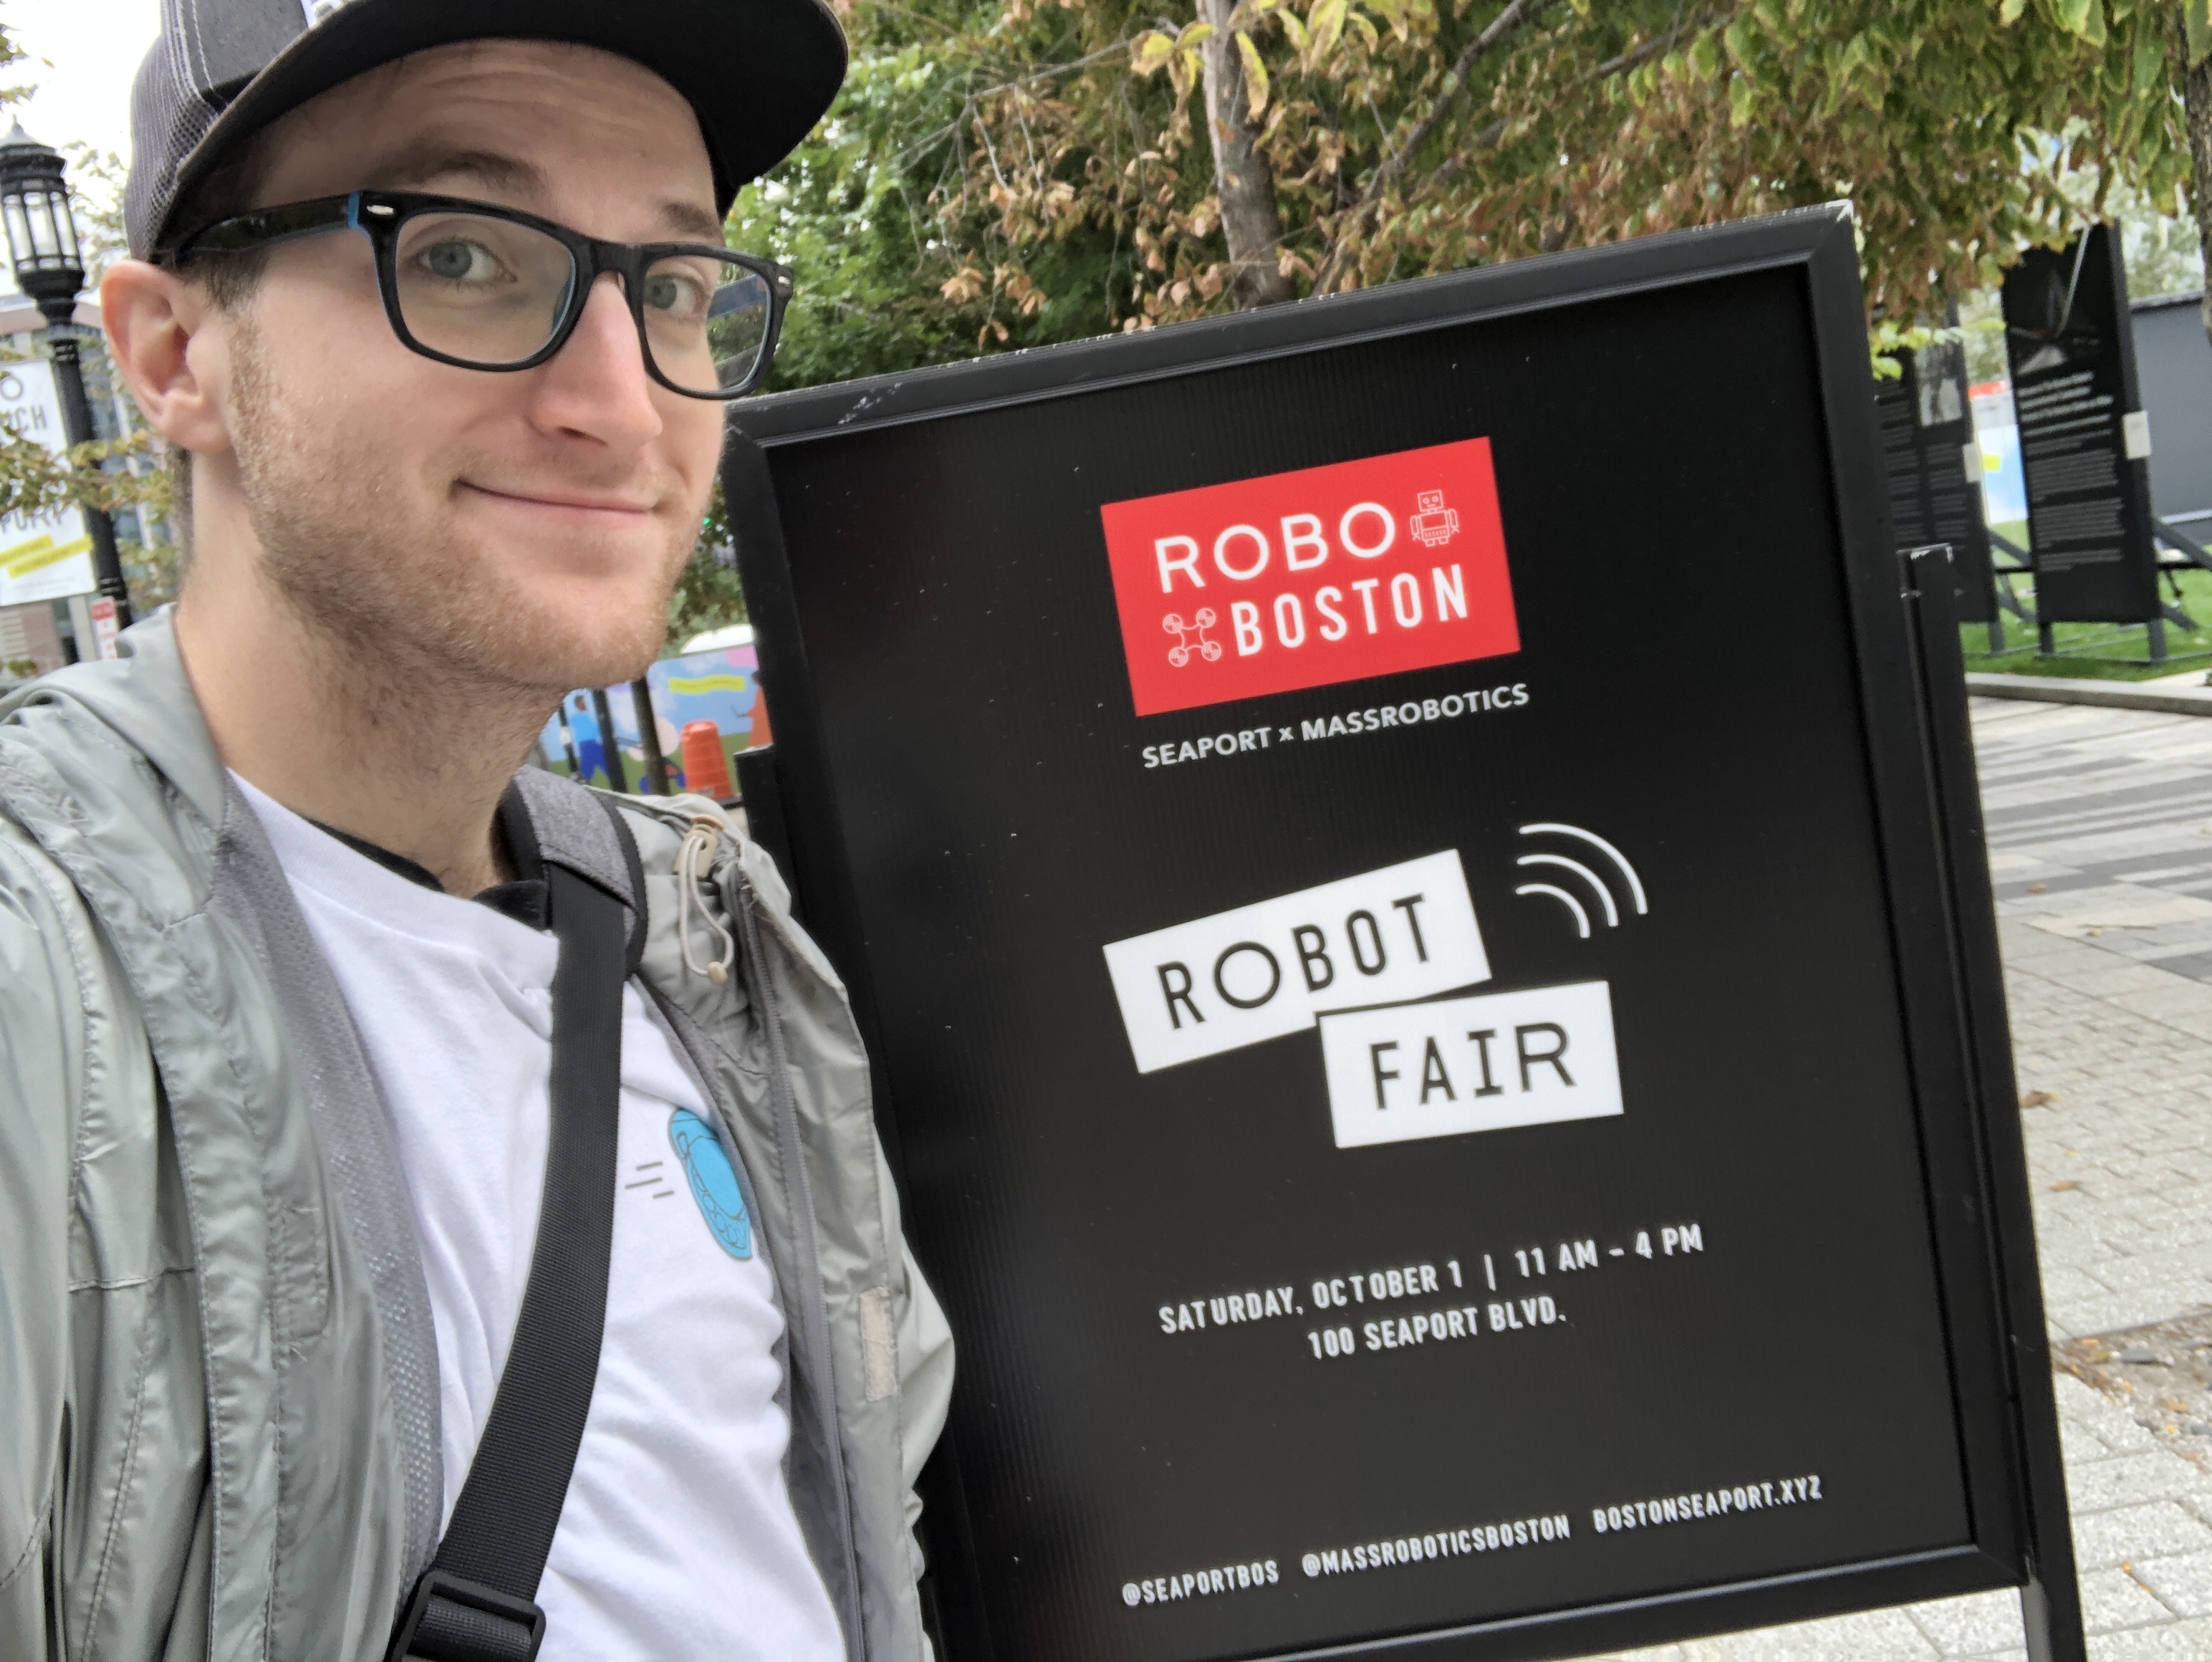 ROBO
BOSTON
SEAPORT x MASSROBOTICS
ROBOT
FAIR
SATURDAY, OCTOBER 1 | 11 AM – 4 PM
100 SEAPORT BLVD.
@SEAPORTBOS @MASSROBOTICSBOSTON BOSTONSEAPORT.XYZ